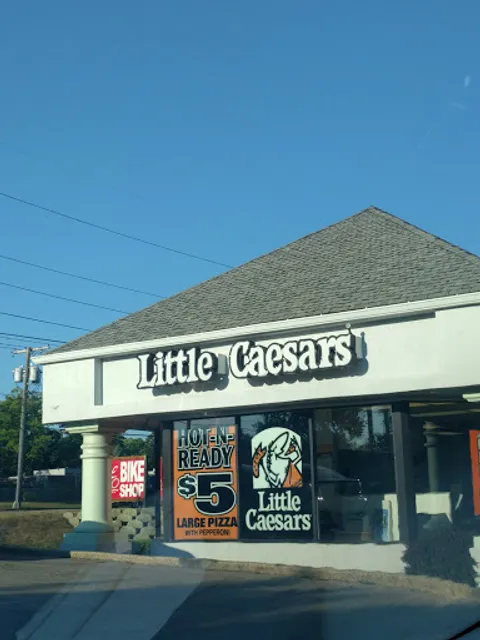 Little Caesars
HOT-N-
READY
$5
LARGE PIZZA
WITH PEPPERONI
Little
Caesars
BIKE
SHOP